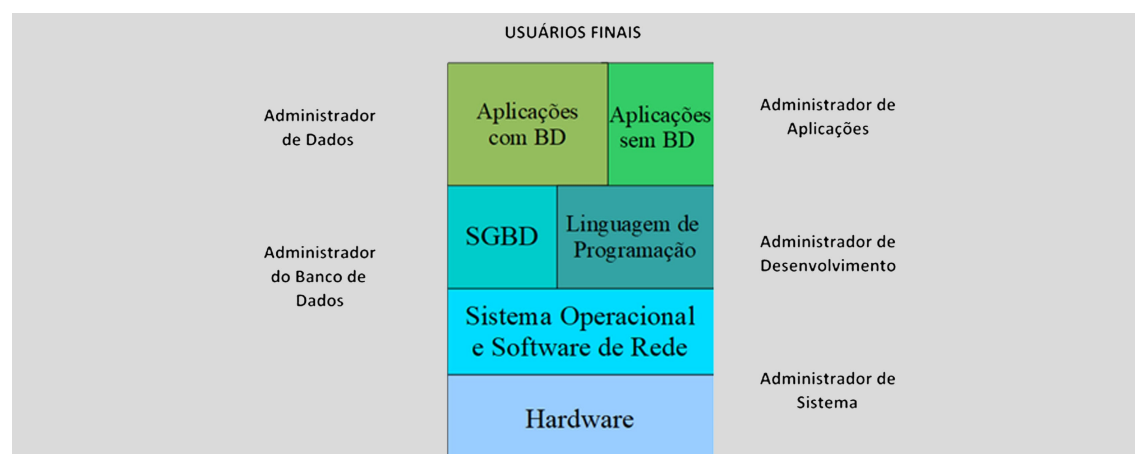 USUÁRIOS FINAIS
Administrador
de Dados
Aplicações
com BD
Aplicações
sem BD
Administrador de
Aplicações
Administrador
do Banco de
Dados
SGBD
Linguagem de
Programação
Administrador de
Desenvolvimento
Sistema Operacional
e Software de Rede
Administrador de
Sistema
Hardware